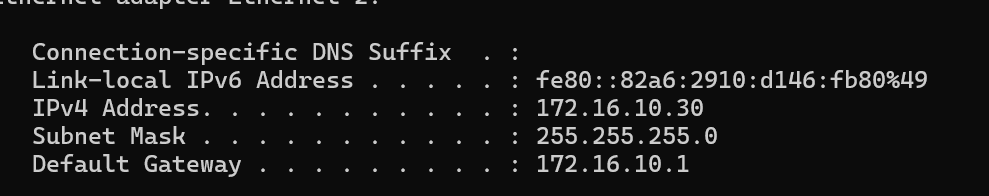 Ethernet adapter Ethernet 2:
Connection-specific DNS Suffix  . :
Link-local IPv6 Address . . . . . : fe80::82a6:2910:d146:fb80%49
IPv4 Address. . . . . . . . . . . : 172.16.10.30
Subnet Mask . . . . . . . . . . . : 255.255.255.0
Default Gateway . . . . . . . . . : 172.16.10.1